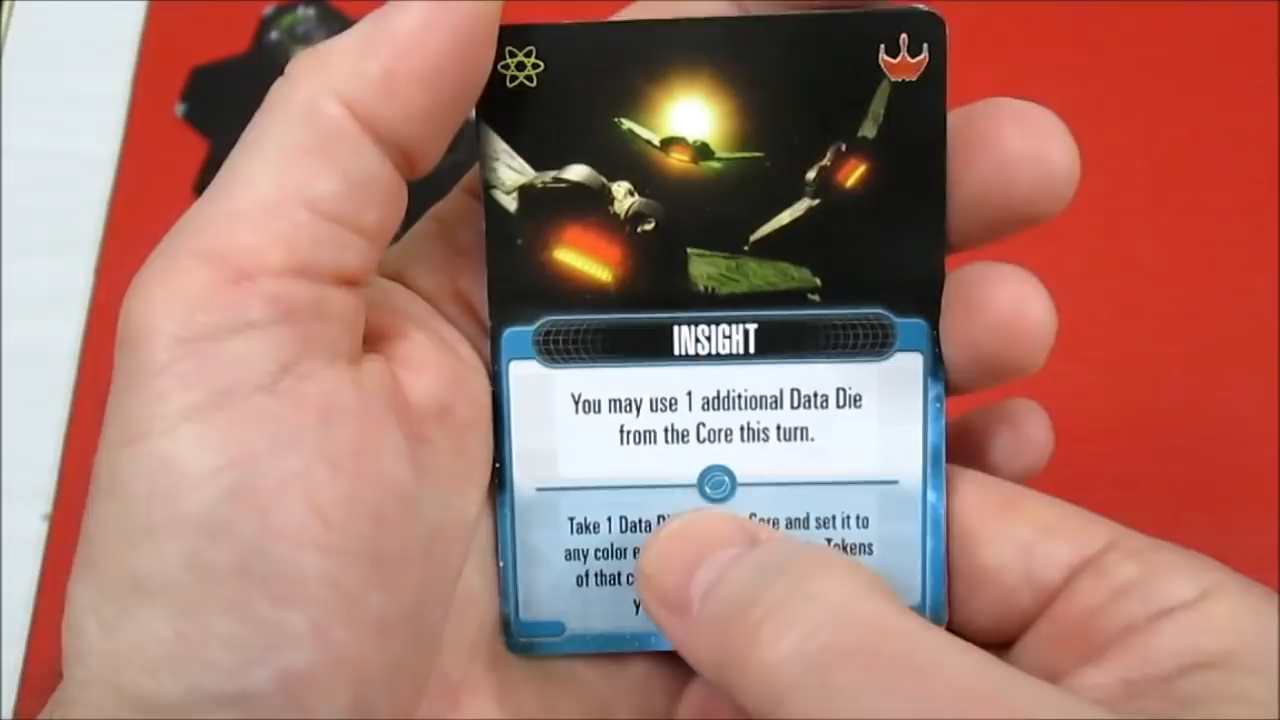 INSIGHT
You may use 1 additional Data Die
from the Core this turn.
Take 1 Data Core and set it to
any color Tokens
of that